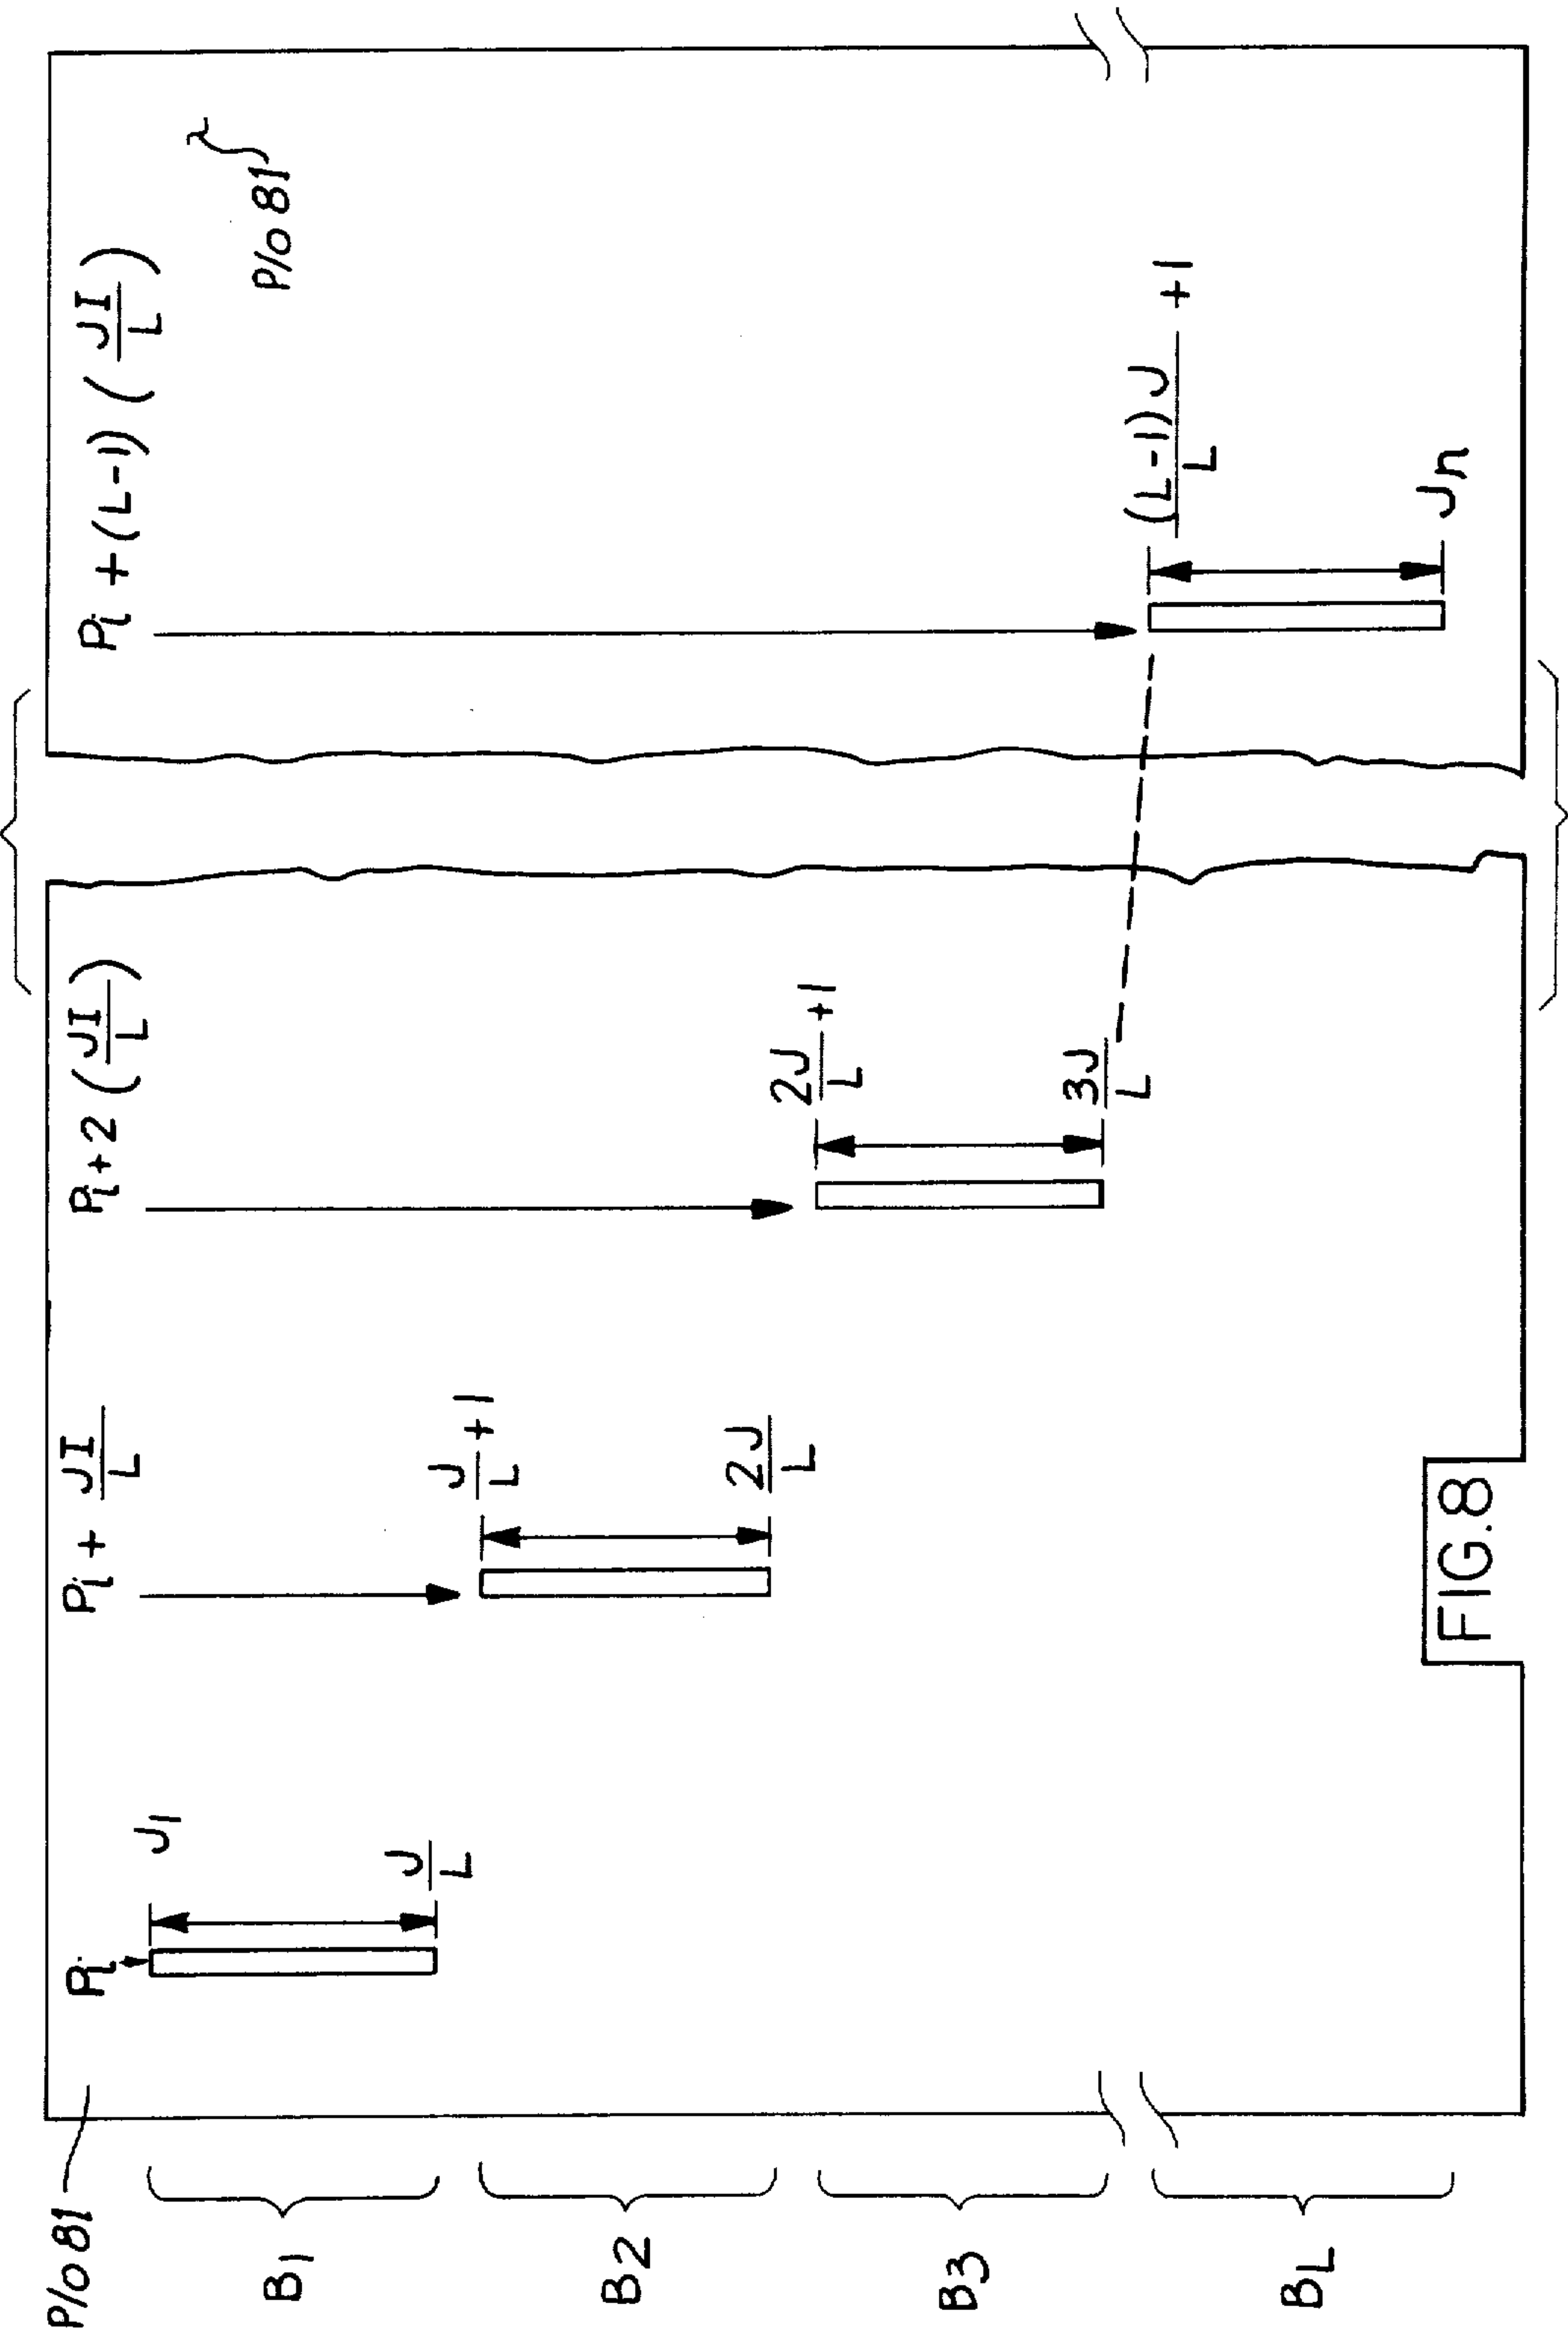 P/o 81
Pi
Pi + JI/L
Pi + 2 (JI/L)
Pi + (L-1) (JI/L)
P/o 81
B1
J1
J/L
B2
J/L +1
2J/L
B3
2J/L +1
3J/L
BL
(L-1)J/L +1
Jn
FIG.8